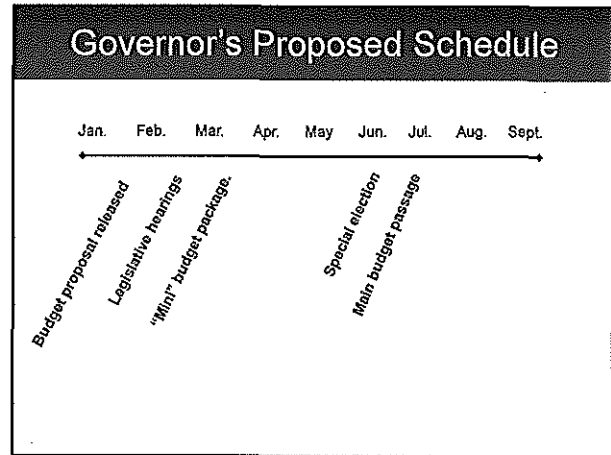 Governor's Proposed Schedule
Jan. Feb. Mar. Apr. May Jun. Jul. Aug. Sept.
Budget proposal released
Legislative hearings
"Mini" budget package.
Special election
Main budget passage